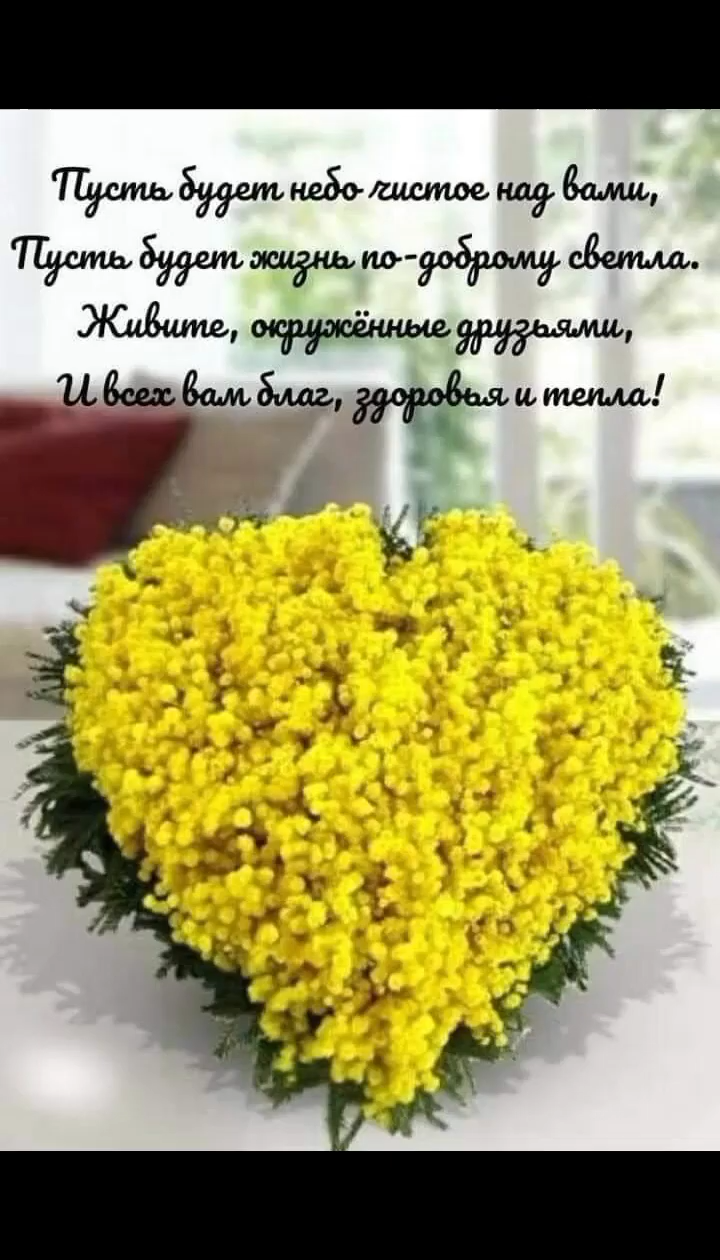 Пусть будет небо чистое над вами,
Пусть будет жизнь по-доброму светла.
Живите, окружённые друзьями,
И всех вам благ, здоровья и тепла!